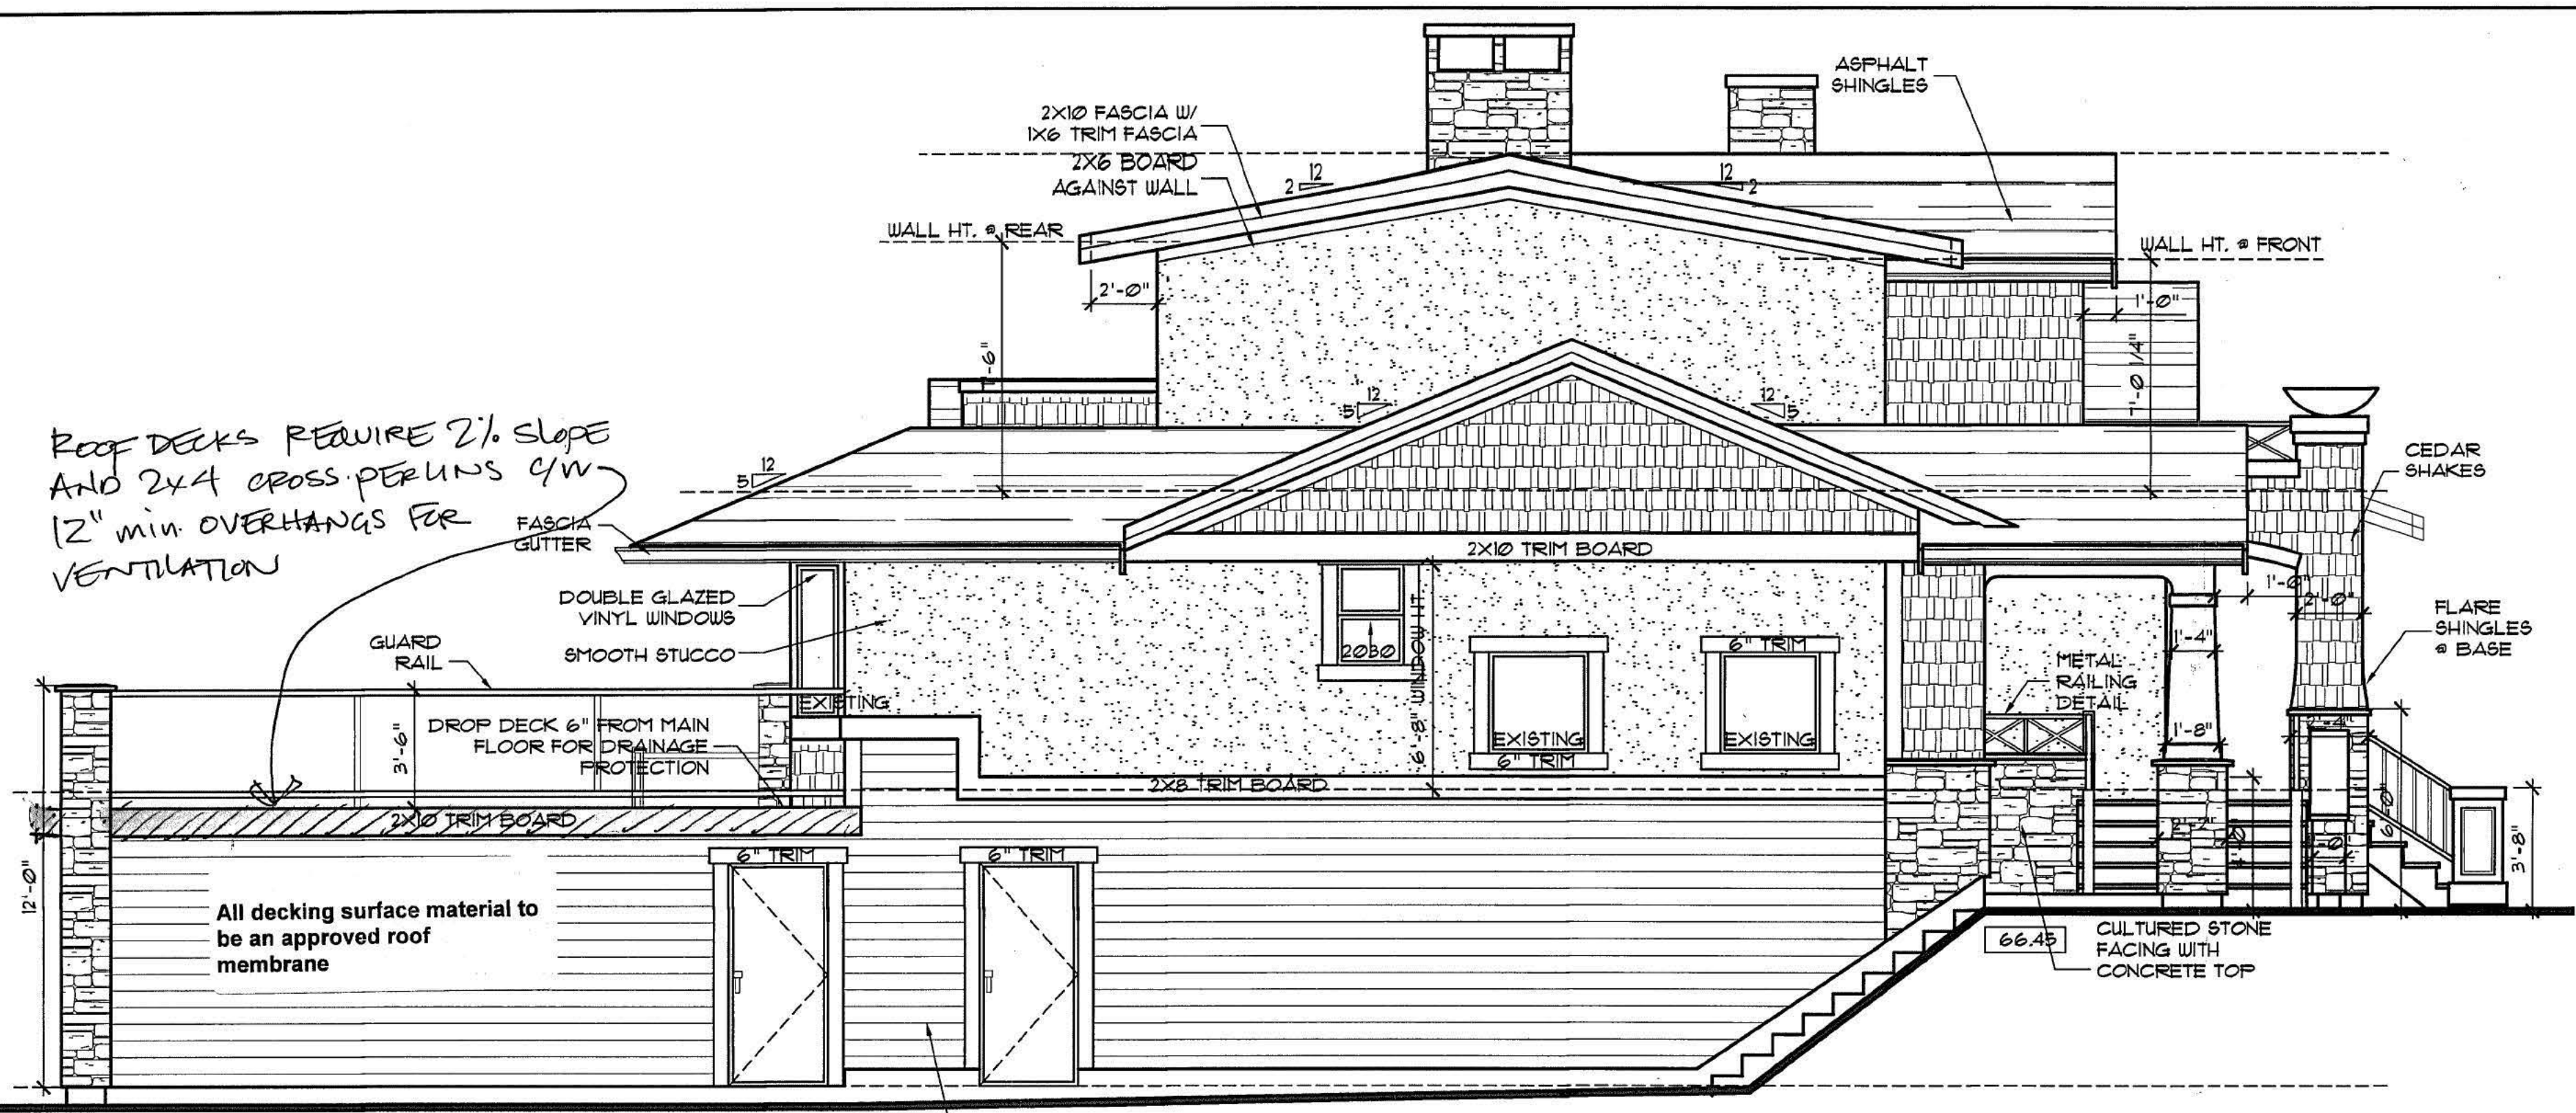 ASPHALT
SHINGLES
2X10 FASCIA W/
1X6 TRIM FASCIA
2X6 BOARD
AGAINST WALL
12
2
12
2
WALL HT. @ REAR
WALL HT. @ FRONT
2'-0"
1'-0"
ROOF DECKS REQUIRE 2% SLOPE
AND 2x4 CROSS-PERLINS C/W
12" min. OVERHANGS FOR
VENTILATION
12
5
12
5
12
5
CEDAR
SHAKES
FASCIA
GUTTER
2X10 TRIM BOARD
DOUBLE GLAZED
VINYL WINDOWS
SMOOTH STUCCO
GUARD
RAIL
2030
6'-8" WINDOW HT.
6" TRIM
2'-0"
1'-4"
FLARE
SHINGLES
@ BASE
METAL
RAILING
DETAIL
EXISTING
DROP DECK 6" FROM MAIN
FLOOR FOR DRAINAGE
PROTECTION
3'-6"
EXISTING
6" TRIM
EXISTING
1'-8"
2'-4"
2X8 TRIM BOARD
2X10 TRIM BOARD
6'-0"
3'-8"
12'-0"
6" TRIM
6" TRIM
All decking surface material to
be an approved roof
membrane
66.45
CULTURED STONE
FACING WITH
CONCRETE TOP